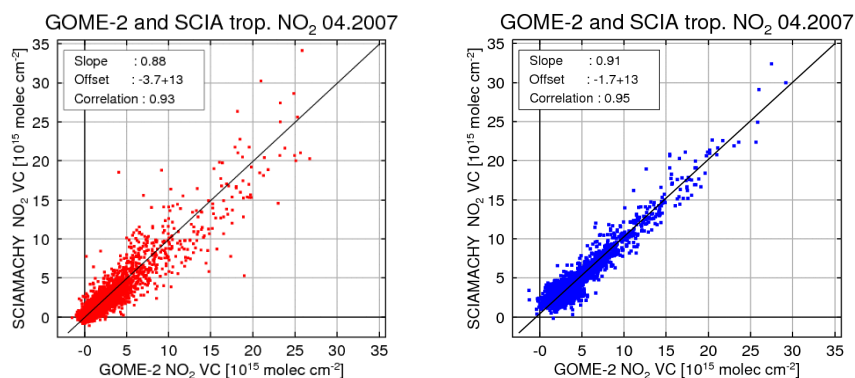 GOME-2 and SCIA trop. NO2 04.2007
35
30
25
20
15
10
5
0
SCIAMACHY NO2 VC [10^15 molec cm^-2]
Slope : 0.88
Offset : -3.7+13
Correlation : 0.93
-0 5 10 15 20 25 30 35
GOME-2 NO2 VC [10^15 molec cm^-2]
GOME-2 and SCIA trop. NO2 04.2007
35
30
25
20
15
10
5
0
SCIAMACHY NO2 VC [10^15 molec cm^-2]
Slope : 0.91
Offset : -1.7+13
Correlation : 0.95
-0 5 10 15 20 25 30 35
GOME-2 NO2 VC [10^15 molec cm^-2]